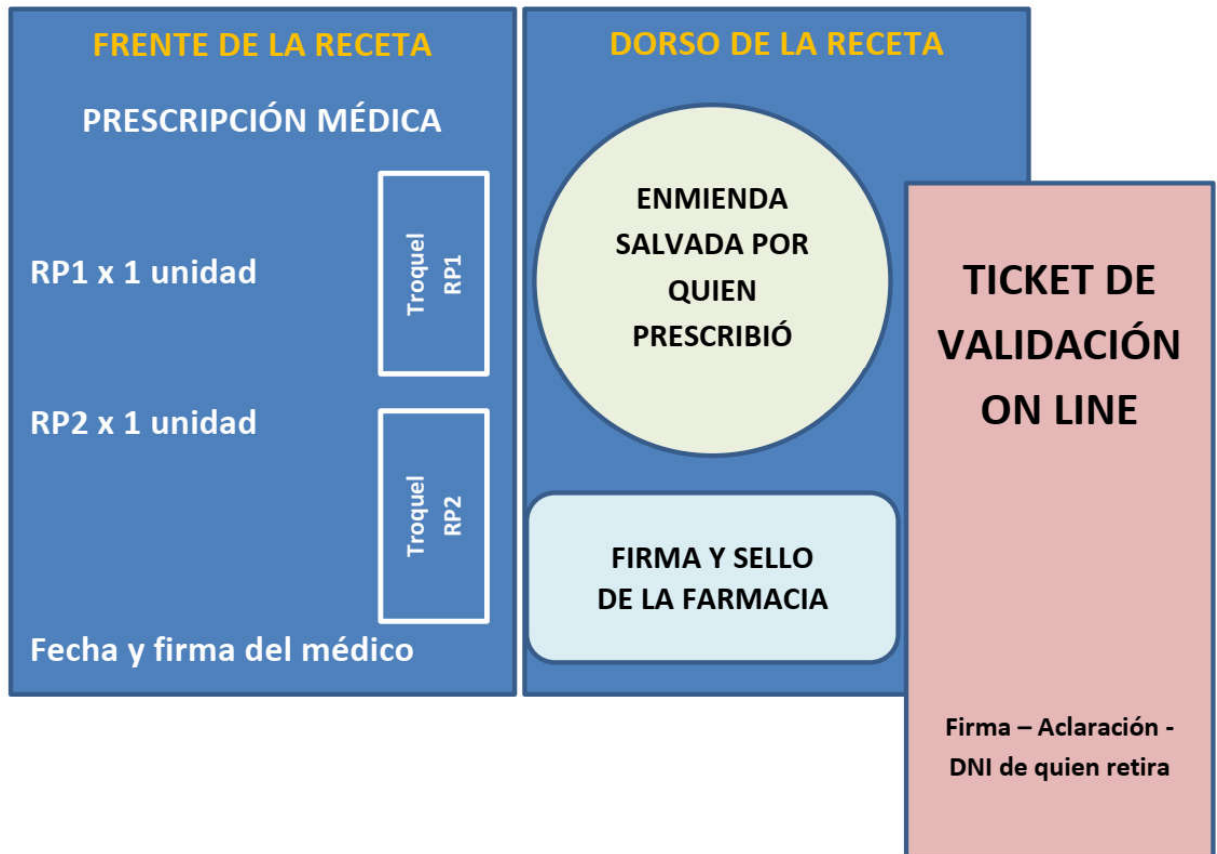 FRENTE DE LA RECETA
PRESCRIPCIÓN MÉDICA
RP1 x 1 unidad
Troquel
RP1
RP2 x 1 unidad
Troquel
RP2
Fecha y firma del médico
DORSO DE LA RECETA
ENMIENDA
SALVADA POR
QUIEN
PRESCRIBIÓ
FIRMA Y SELLO
DE LA FARMACIA
TICKET DE
VALIDACIÓN
ON LINE
Firma – Aclaración -
DNI de quien retira